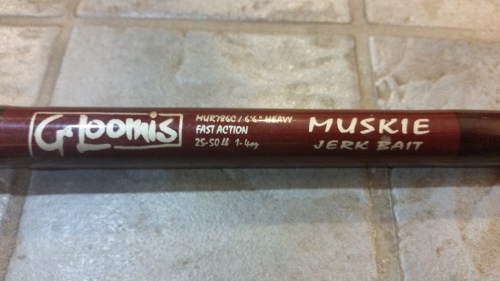 G.Loomis
MUR786C / 6'6" HEAVY
FAST ACTION
25-50 lb 1-4oz
MUSKIE
JERK BAIT